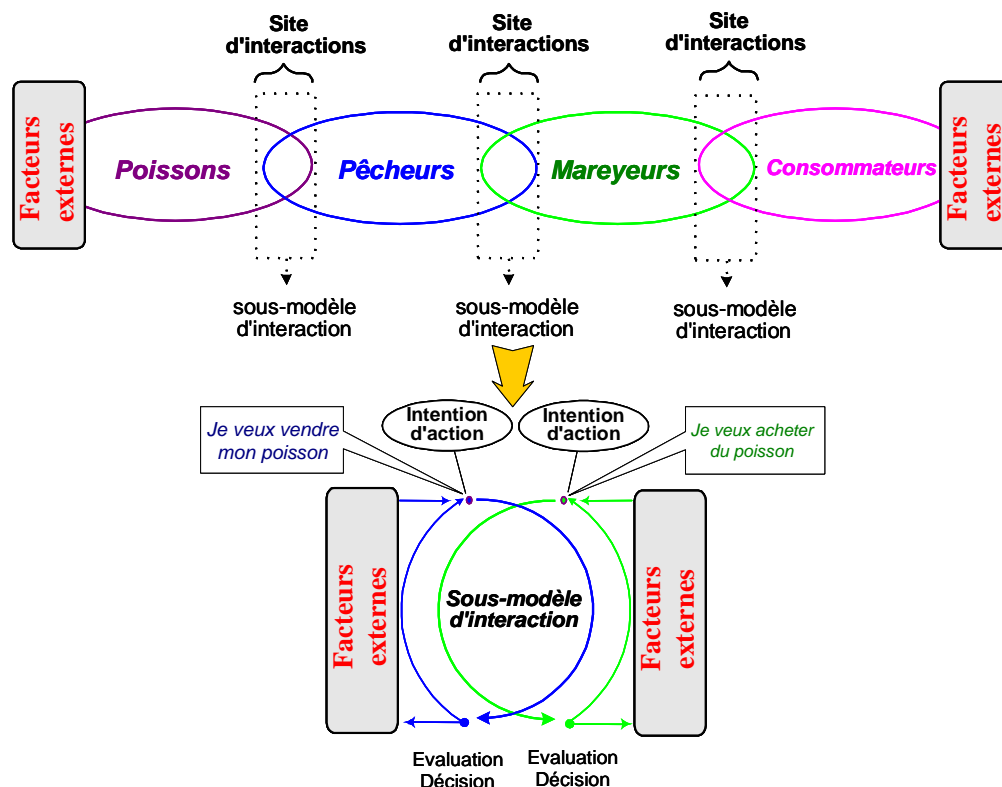 Site
d'interactions
Site
d'interactions
Site
d'interactions
Facteurs
externes
Poissons
Pêcheurs
Mareyeurs
Consommateurs
Facteurs
externes
sous-modèle
d'interaction
sous-modèle
d'interaction
sous-modèle
d'interaction
Je veux vendre
mon poisson
Intention
d'action
Intention
d'action
Je veux acheter
du poisson
Facteurs
externes
Sous-modèle
d'interaction
Facteurs
externes
Evaluation
Décision
Evaluation
Décision